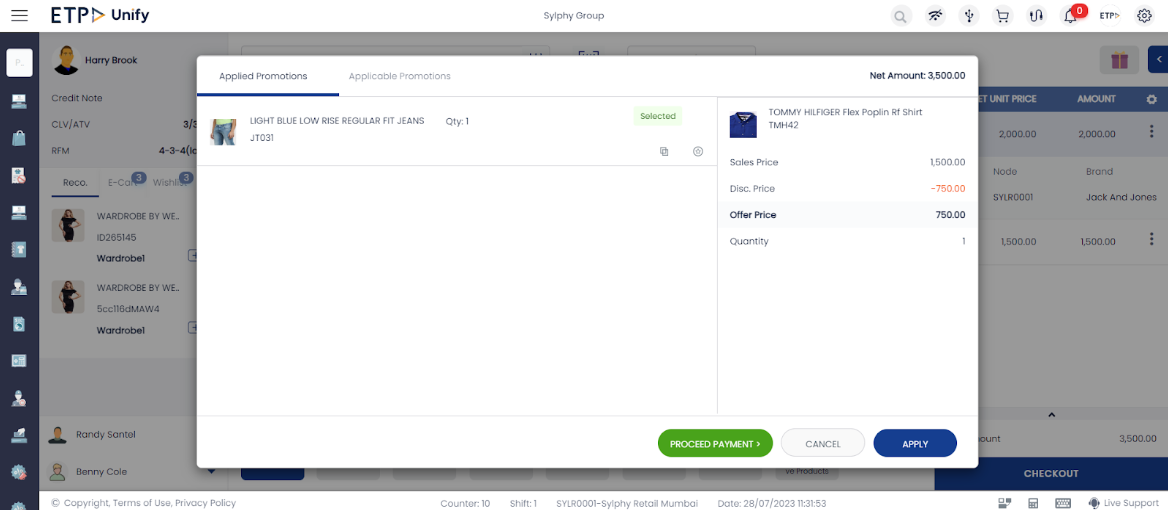 ETP Unify
Sylphy Group
0
ETP
P..
Harry Brook
Credit Note
CLV/ATV
3/3
RFM
4-3-4(I
Reco.
E-Car
3
Wishlis
3
WARDROBE BY WE..
ID265145
Wardrobe1
WARDROBE BY WE..
5cc116dMAW4
Wardrobe1
Randy Santel
Benny Cole
Applied Promotions
Applicable Promotions
Net Amount: 3,500.00
LIGHT BLUE LOW RISE REGULAR FIT JEANS
Qty: 1
Selected
JT031
TOMMY HILFIGER Flex Poplin Rf Shirt
TMH42
Sales Price 1,500.00
Disc. Price -750.00
Offer Price 750.00
Quantity 1
PROCEED PAYMENT >
CANCEL
APPLY
ET UNIT PRICE
AMOUNT
2,000.00
2,000.00
Node
Brand
SYLR0001
Jack And Jones
1,500.00
1,500.00
ount
3,500.00
ve Products
CHECKOUT
© Copyright, Terms of Use, Privacy Policy
Counter: 10
Shift: 1
SYLR0001-Sylphy Retail Mumbai
Date: 28/07/2023 11:31:53
Live Support